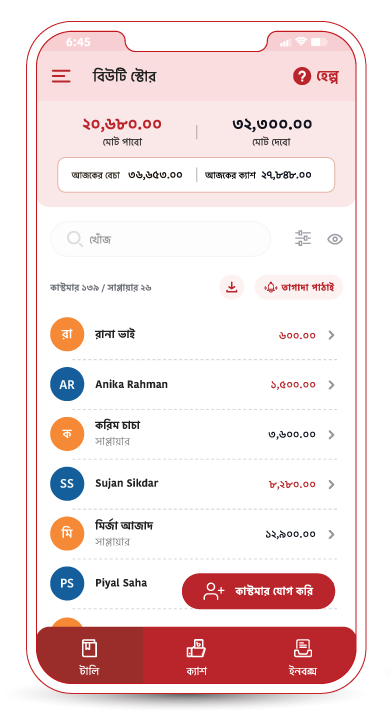 6:45
বিউটি স্টোর
? হেল্প
২০,৬৮০.০০ ৩২,৩০০.০০
মোট পাবো মোট দেবো
আজকের বেচা ৩৬,৬৫৩.০০ আজকের ক্যাশ ২৭,৮৪৮.০০
খোঁজ
কাস্টমার ১৩৯ / সাপ্লায়ার ২৬ তাগাদা পাঠাই
রা রানা ভাই ৬০০.০০
AR Anika Rahman ১,৫০০.০০
ক করিম চাচা ৩,৬০০.০০
সাপ্লায়ার
SS Sujan Sikdar ৮,২৮০.০০
মি মির্জা আজাদ ১২,৯০০.০০
সাপ্লায়ার
PS Piyal Saha
কাস্টমার যোগ করি
টালি ক্যাশ ইনবক্স